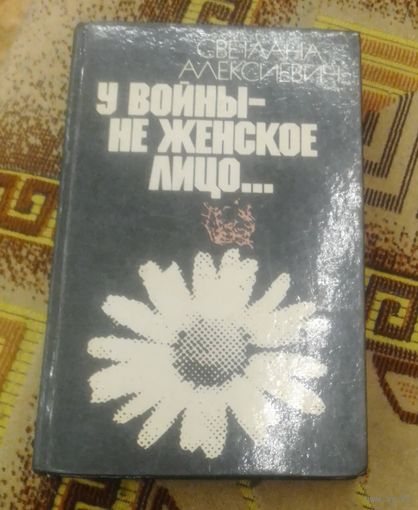 СВЕТЛАНА
АЛЕКСИЕВИЧ
У ВОЙНЫ–
НЕ ЖЕНСКОЕ
ЛИЦО...